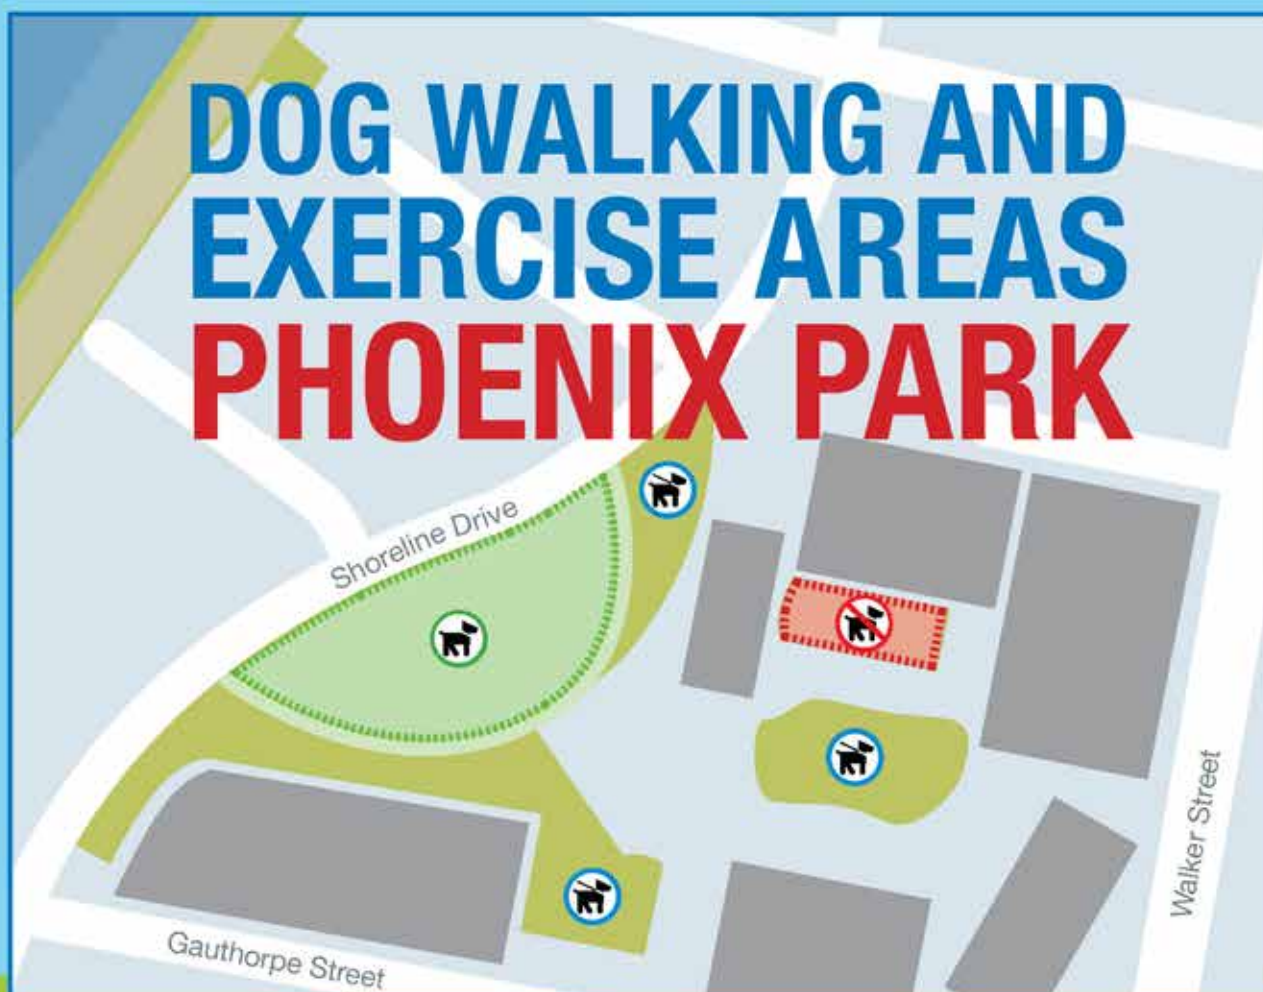 DOG WALKING AND
EXERCISE AREAS
PHOENIX PARK
Shoreline Drive
Walker Street
Gauthorpe Street